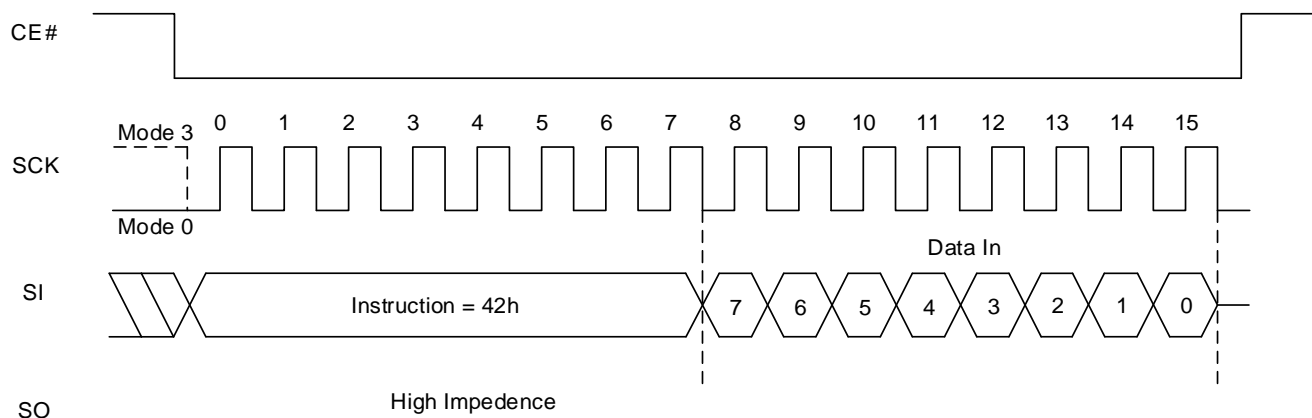 CE#
Mode 3
0 1 2 3 4 5 6 7 8 9 10 11 12 13 14 15
SCK
Mode 0
Data In
SI
Instruction = 42h
7 6 5 4 3 2 1 0
High Impedence
SO